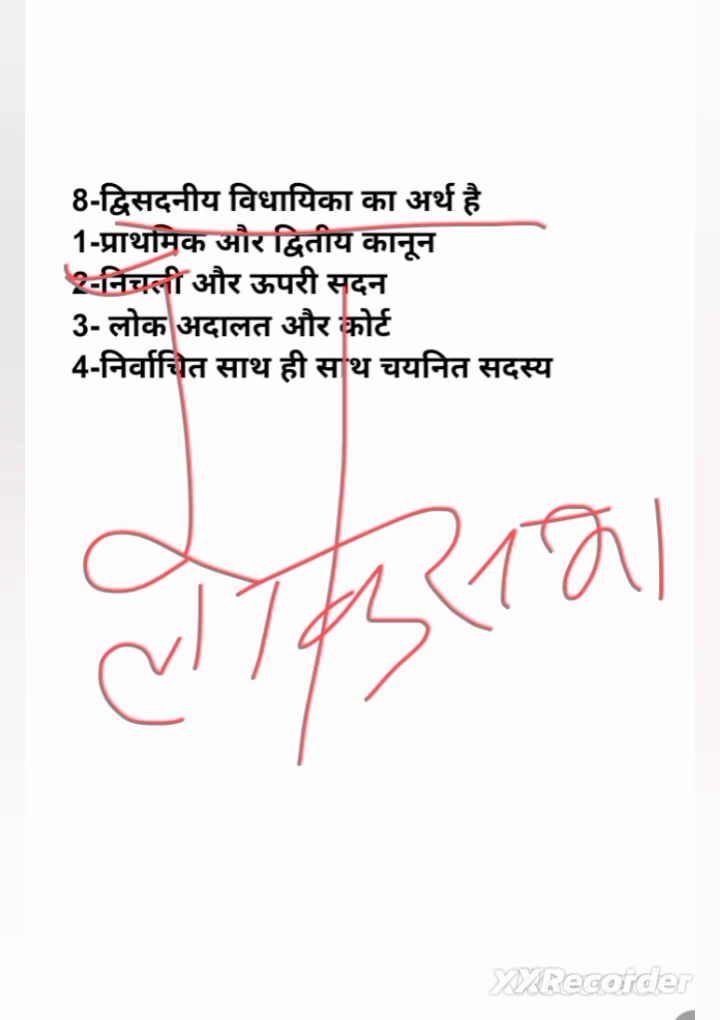 8-द्विसदनीय विधायिका का अर्थ है
1-प्राथमिक और द्वितीय कानून
2-निचली और ऊपरी सदन
3- लोक अदालत और कोर्ट
4-निर्वाचित साथ ही साथ चयनित सदस्य
लोकसभा
XXRecorder